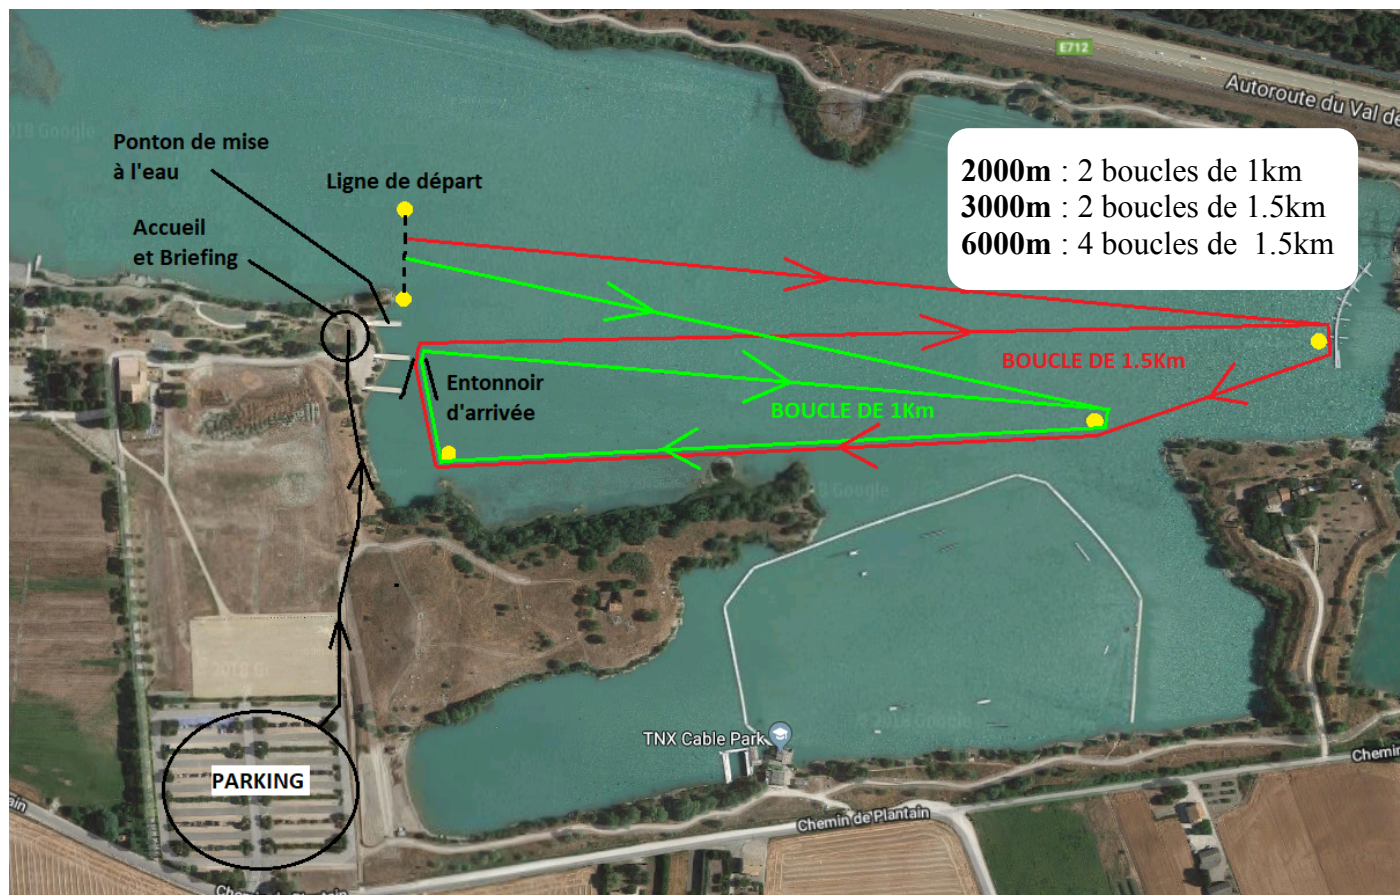 E712
Autoroute du Val de
Ponton de mise
à l'eau
Ligne de départ
Accueil
et Briefing
2000m : 2 boucles de 1km
3000m : 2 boucles de 1.5km
6000m : 4 boucles de 1.5km
BOUCLE DE 1.5Km
Entonnoir
d'arrivée
BOUCLE DE 1Km
TNX Cable Park
PARKING
Chemin
Chemin de Plantain